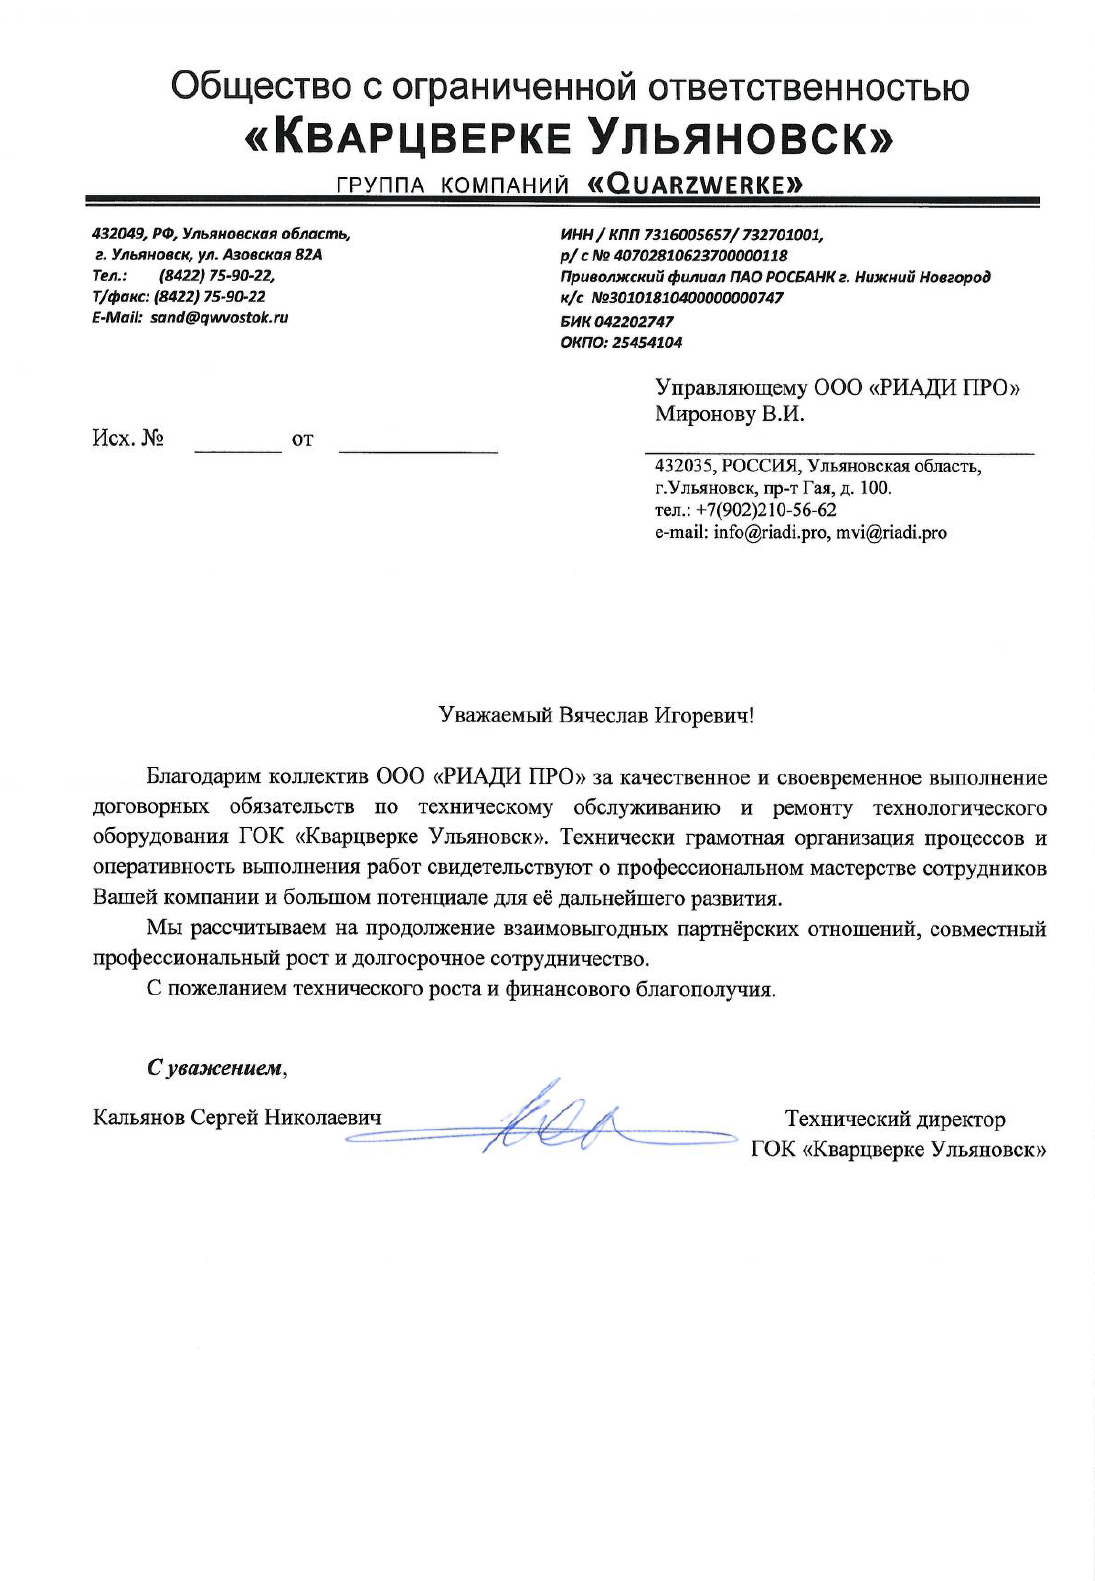 Общество с ограниченной ответственностью
«КВАРЦВЕРКЕ УЛЬЯНОВСК»
ГРУППА КОМПАНИЙ «QUARZWERKE»
432049, РФ, Ульяновская область,
г. Ульяновск, ул. Азовская 82А
Тел.: (8422) 75-90-22,
Т/факс: (8422) 75-90-22
E-Mail: sand@qwvostok.ru
ИНН / КПП 7316005657/ 732701001,
р/ с № 40702810623700000118
Приволжский филиал ПАО РОСБАНК г. Нижний Новгород
к/с №30101810400000000747
БИК 042202747
ОКПО: 25454104
Управляющему ООО «РИАДИ ПРО»
Миронову В.И.
Исх. № ________ от ______________
432035, РОССИЯ, Ульяновская область,
г.Ульяновск, пр-т Гая, д. 100.
тел.: +7(902)210-56-62
e-mail: info@riadi.pro, mvi@riadi.pro
Уважаемый Вячеслав Игоревич!
Благодарим коллектив ООО «РИАДИ ПРО» за качественное и своевременное выполнение
договорных обязательств по техническому обслуживанию и ремонту технологического
оборудования ГОК «Кварцверке Ульяновск». Технически грамотная организация процессов и
оперативность выполнения работ свидетельствуют о профессиональном мастерстве сотрудников
Вашей компании и большом потенциале для её дальнейшего развития.
Мы рассчитываем на продолжение взаимовыгодных партнёрских отношений, совместный
профессиональный рост и долгосрочное сотрудничество.
С пожеланием технического роста и финансового благополучия.
С уважением,
Кальянов Сергей Николаевич
Технический директор
ГОК «Кварцверке Ульяновск»